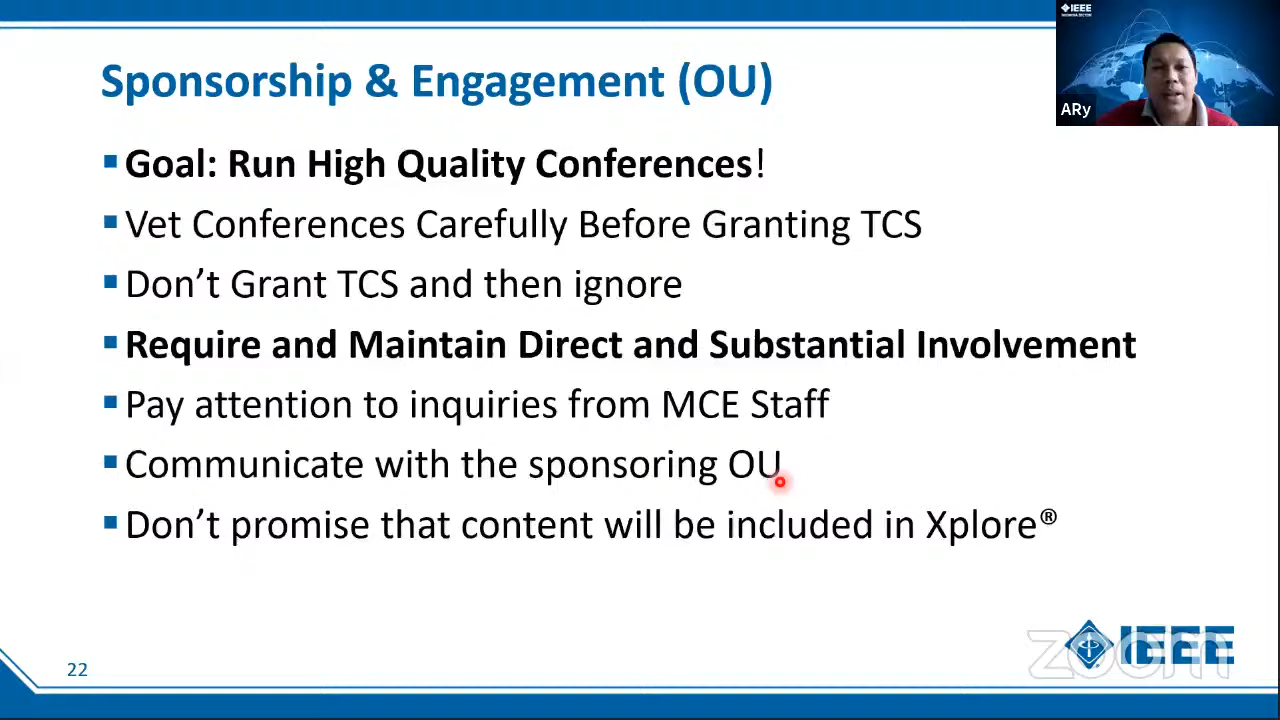 IEEE
ARy
Sponsorship & Engagement (OU)
Goal: Run High Quality Conferences!
Vet Conferences Carefully Before Granting TCS
Don’t Grant TCS and then ignore
Require and Maintain Direct and Substantial Involvement
Pay attention to inquiries from MCE Staff
Communicate with the sponsoring OU
Don’t promise that content will be included in Xplore®
22
zoom
IEEE